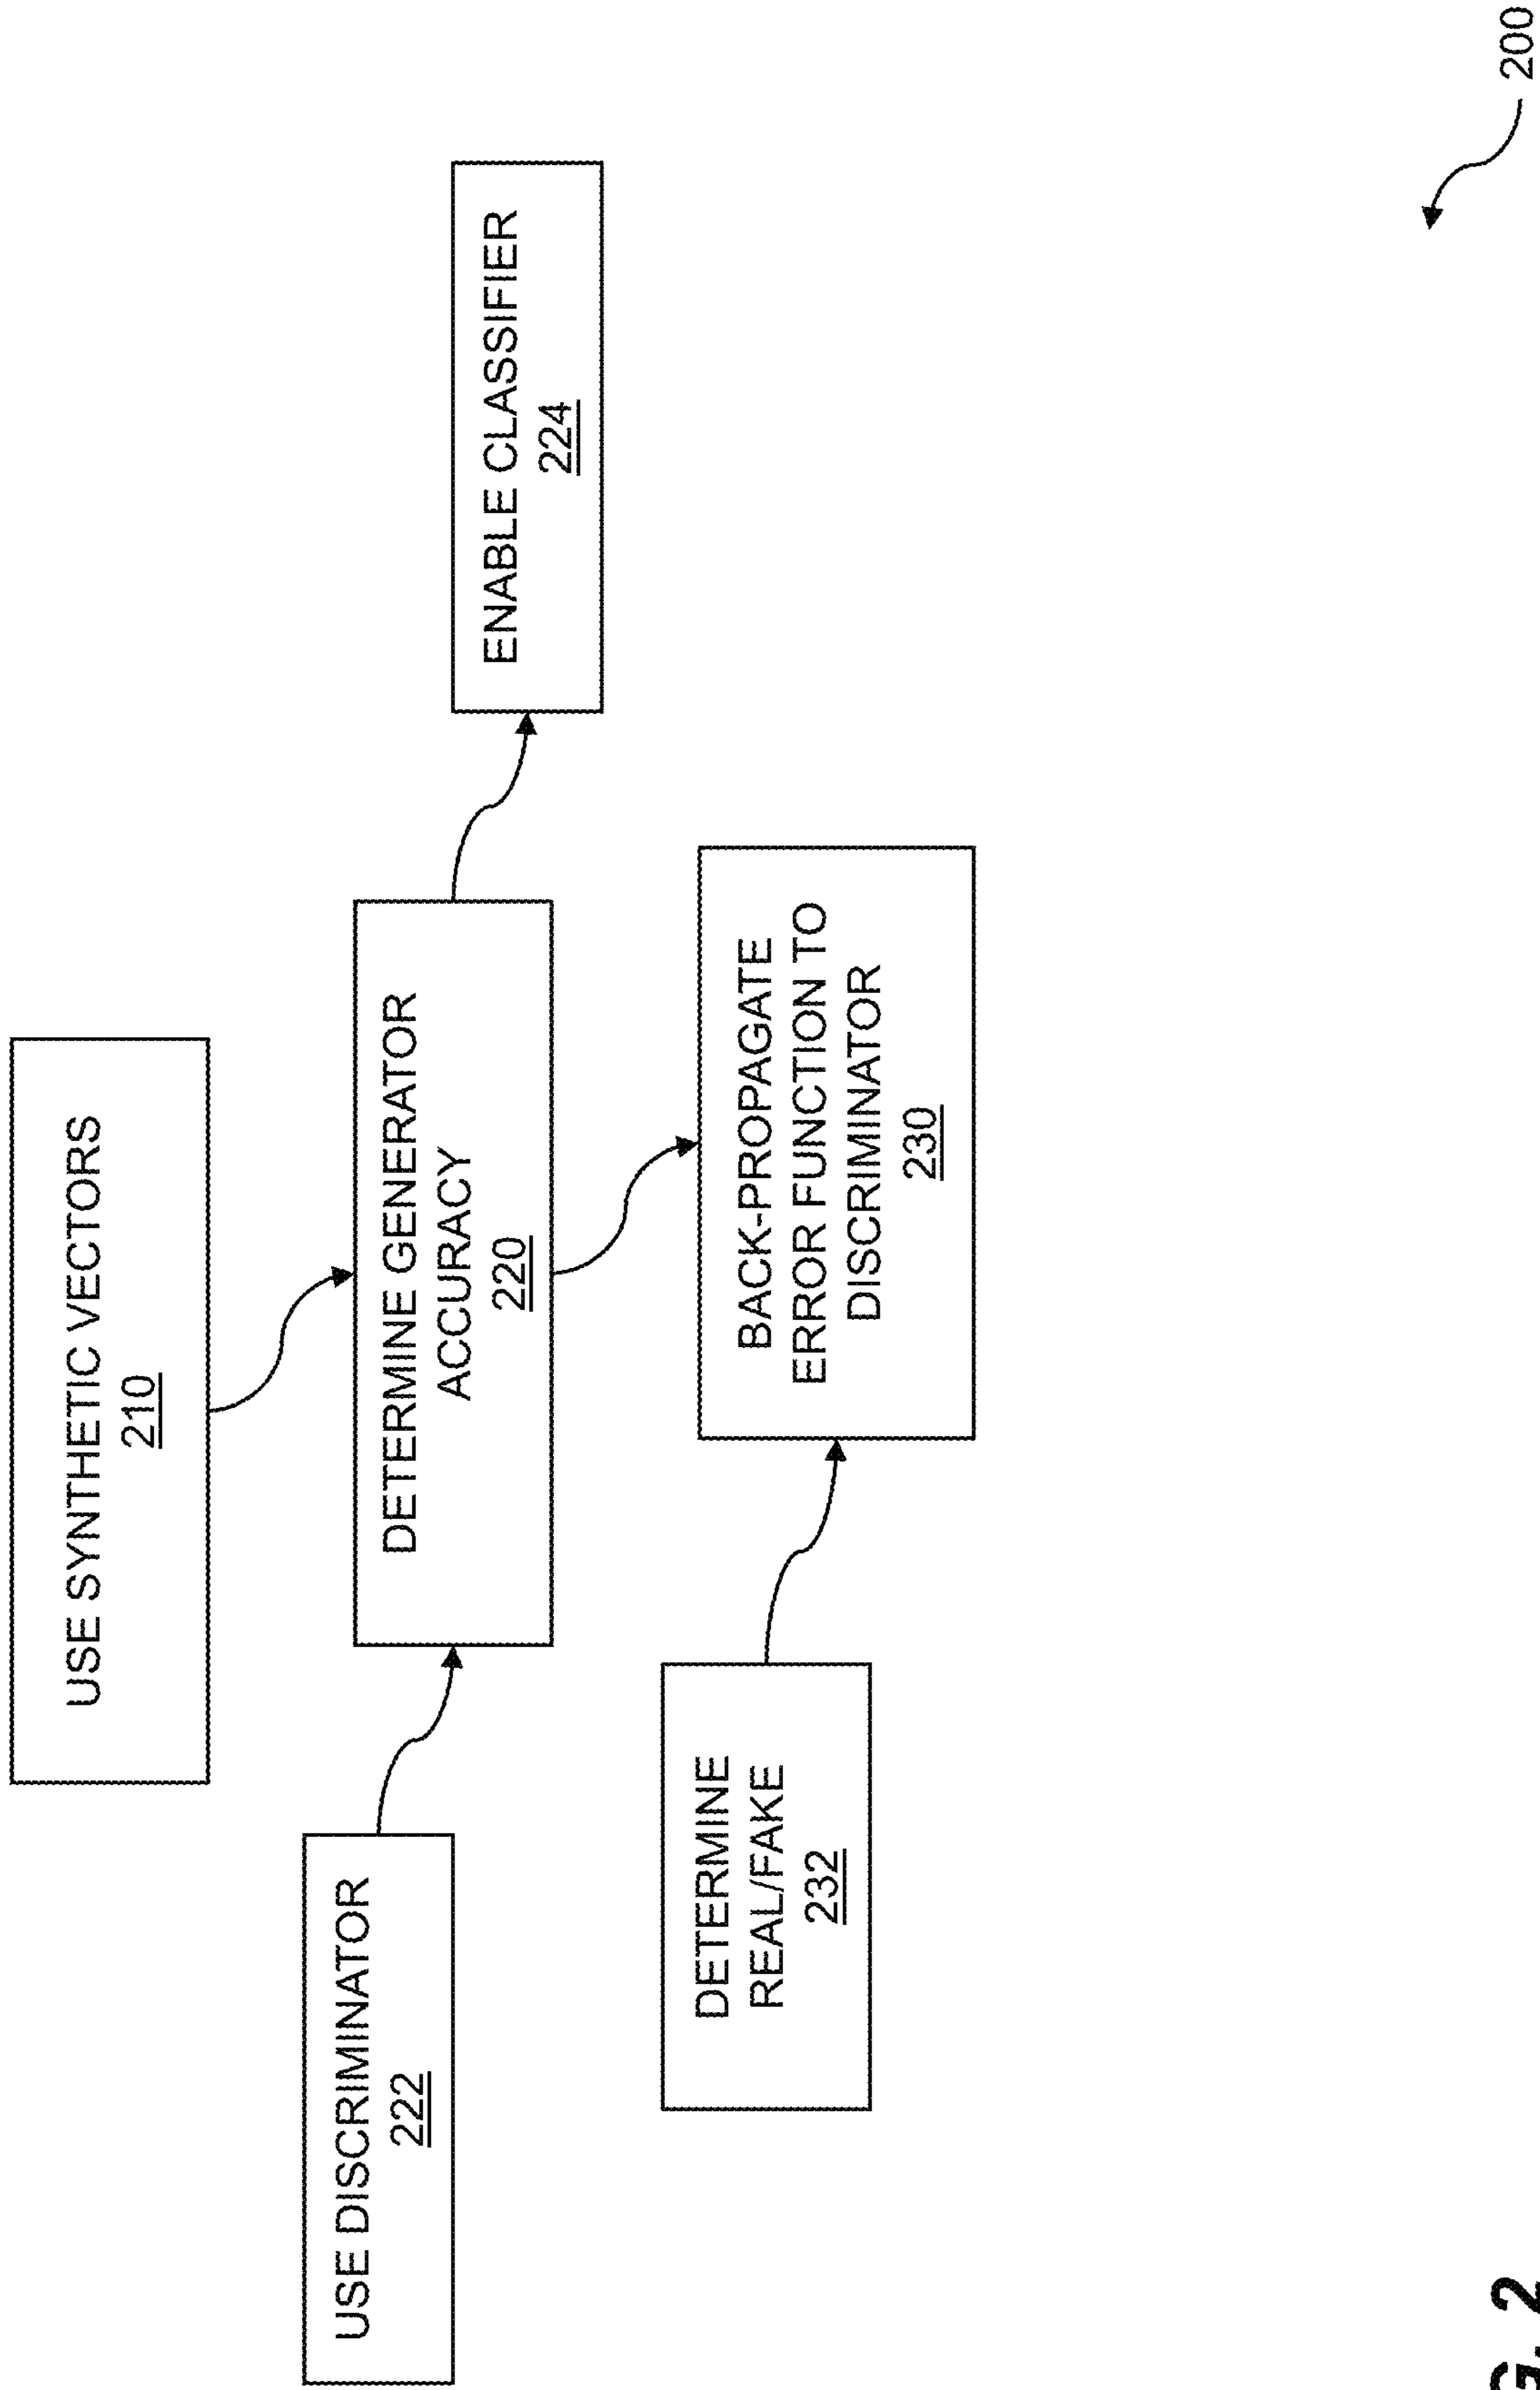 USE SYNTHETIC VECTORS
210
USE DISCRIMINATOR
222
DETERMINE GENERATOR
ACCURACY
220
ENABLE CLASSIFIER
224
DETERMINE
REAL/FAKE
232
BACK-PROPAGATE
ERROR FUNCTION TO
DISCRIMINATOR
230
G. 2
200